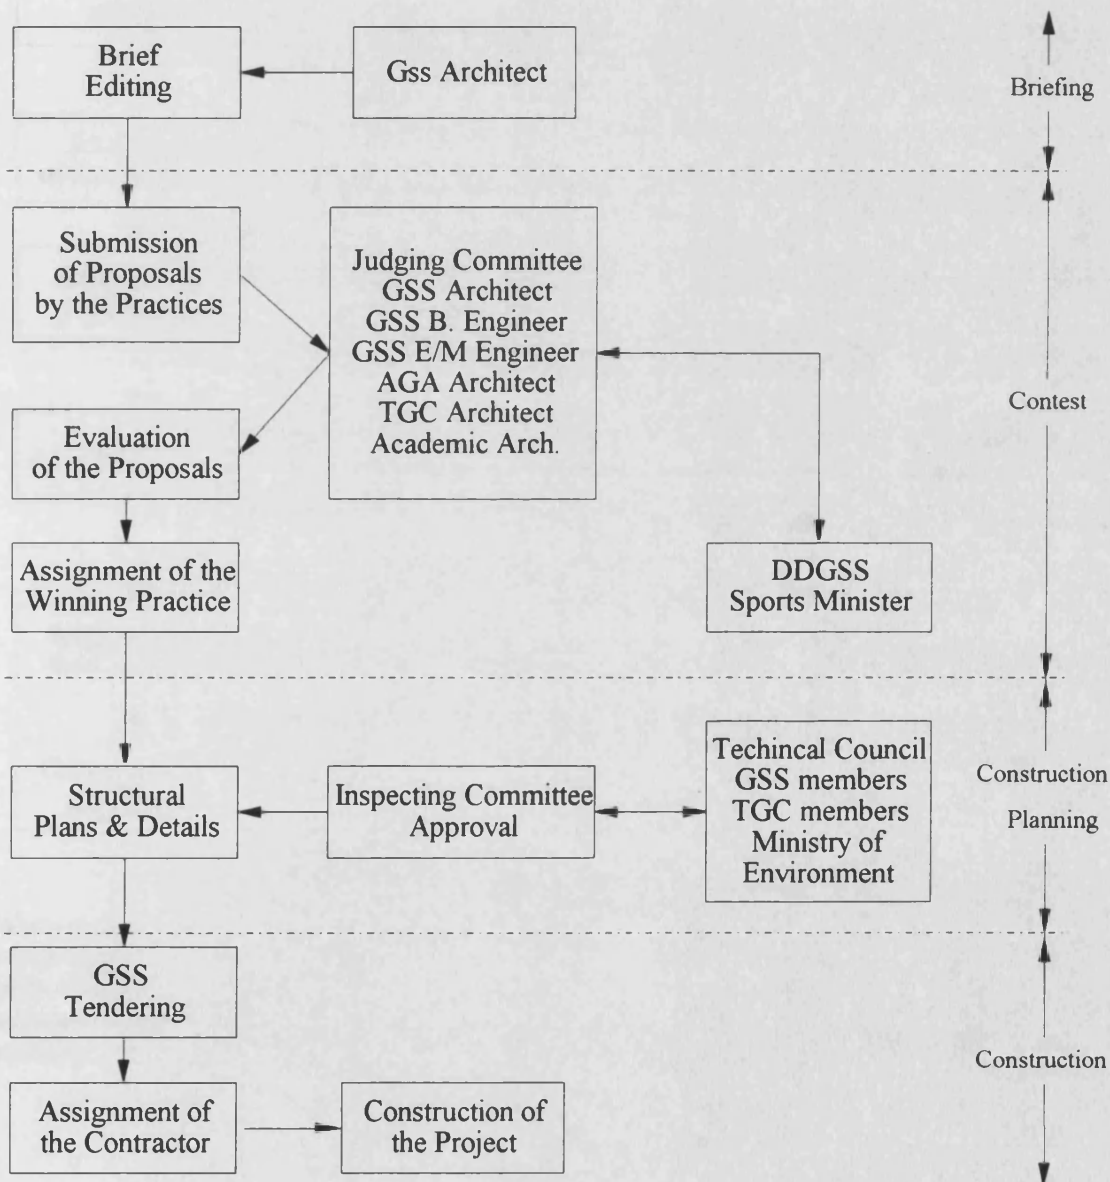 Brief
Editing
Gss Architect
Briefing
Submission
of Proposals
by the Practices
Judging Committee
GSS Architect
GSS B. Engineer
GSS E/M Engineer
AGA Architect
TGC Architect
Academic Arch.
Contest
Evaluation
of the Proposals
Assignment of the
Winning Practice
DDGSS
Sports Minister
Structural
Plans & Details
Inspecting Committee
Approval
Techincal Council
GSS members
TGC members
Ministry of
Environment
Construction
Planning
GSS
Tendering
Construction
Assignment of
the Contractor
Construction of
the Project